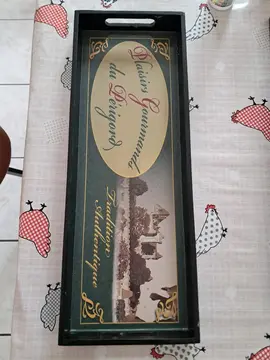 Plaisirs Gourmands
du Périgord
Tradition
Authentique